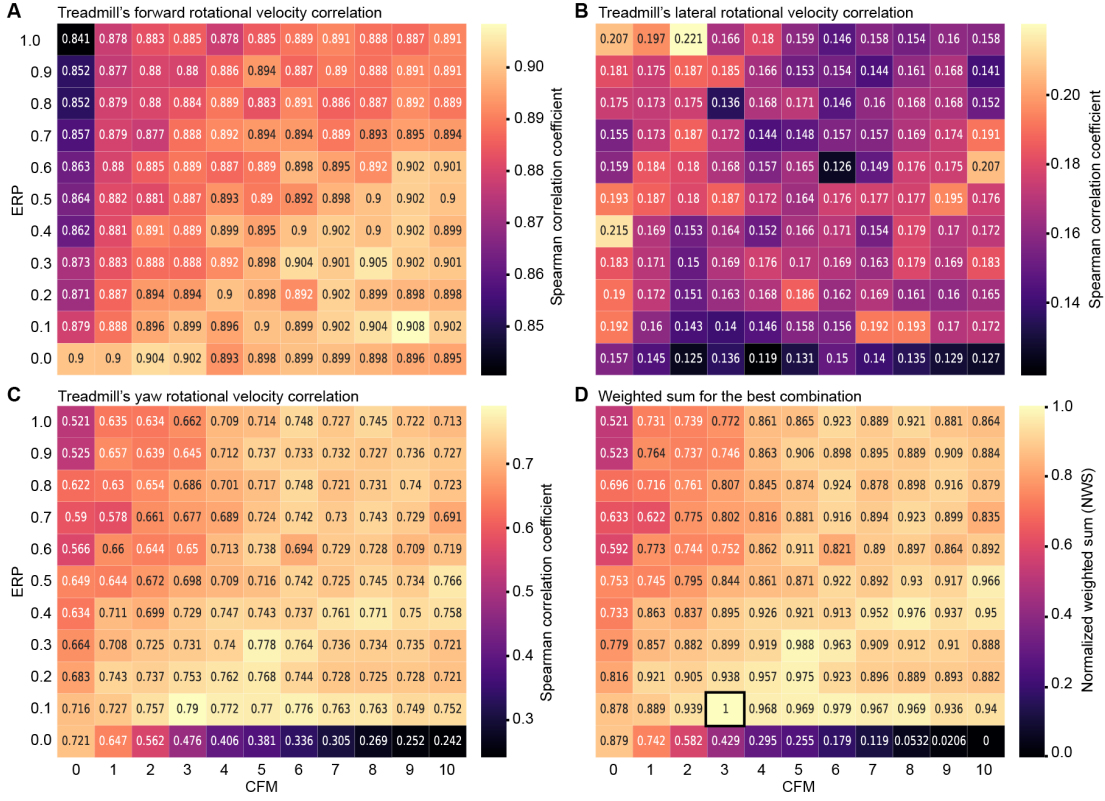 A Treadmill's forward rotational velocity correlation
1.0 0.841 0.878 0.883 0.885 0.878 0.885 0.889 0.891 0.888 0.887 0.891
0.9 0.852 0.877 0.88 0.88 0.886 0.894 0.887 0.89 0.888 0.891 0.891
0.8 0.852 0.879 0.88 0.884 0.889 0.883 0.891 0.886 0.887 0.892 0.889
0.7 0.857 0.879 0.877 0.888 0.892 0.894 0.894 0.889 0.893 0.895 0.894
0.6 0.863 0.88 0.885 0.889 0.887 0.889 0.898 0.895 0.892 0.902 0.901
0.5 0.864 0.882 0.881 0.887 0.893 0.89 0.892 0.898 0.9 0.902 0.9
0.4 0.862 0.881 0.891 0.889 0.899 0.895 0.9 0.902 0.9 0.902 0.899
0.3 0.873 0.883 0.888 0.888 0.892 0.898 0.904 0.901 0.905 0.902 0.901
0.2 0.871 0.887 0.894 0.894 0.9 0.898 0.892 0.902 0.899 0.898 0.898
0.1 0.879 0.888 0.896 0.899 0.896 0.9 0.899 0.902 0.904 0.908 0.902
0.0 0.9 0.9 0.904 0.902 0.893 0.898 0.899 0.899 0.898 0.896 0.895
ERP
0.90
0.89
0.88
0.87
0.86
0.85
Spearman correlation coefficient
B Treadmill's lateral rotational velocity correlation
0.207 0.197 0.221 0.166 0.18 0.159 0.146 0.158 0.154 0.16 0.158
0.181 0.175 0.187 0.185 0.166 0.153 0.154 0.144 0.161 0.168 0.141
0.175 0.173 0.175 0.136 0.168 0.171 0.146 0.16 0.168 0.168 0.152
0.155 0.173 0.187 0.172 0.144 0.148 0.157 0.157 0.169 0.174 0.191
0.159 0.184 0.18 0.168 0.157 0.165 0.126 0.149 0.176 0.175 0.207
0.193 0.187 0.18 0.187 0.172 0.164 0.176 0.177 0.177 0.195 0.176
0.215 0.169 0.153 0.164 0.152 0.166 0.171 0.154 0.179 0.17 0.172
0.183 0.171 0.15 0.169 0.176 0.17 0.169 0.163 0.179 0.169 0.183
0.19 0.172 0.151 0.163 0.168 0.186 0.162 0.169 0.161 0.16 0.165
0.192 0.16 0.143 0.14 0.146 0.158 0.156 0.192 0.193 0.17 0.172
0.157 0.145 0.125 0.136 0.119 0.131 0.15 0.14 0.135 0.129 0.127
0.20
0.18
0.16
0.14
Spearman correlation coefficient
C Treadmill's yaw rotational velocity correlation
1.0 0.521 0.635 0.634 0.662 0.709 0.714 0.748 0.727 0.745 0.722 0.713
0.9 0.525 0.657 0.639 0.645 0.712 0.737 0.733 0.732 0.727 0.736 0.727
0.8 0.622 0.63 0.654 0.686 0.701 0.717 0.748 0.721 0.731 0.74 0.723
0.7 0.59 0.578 0.661 0.677 0.689 0.724 0.742 0.73 0.743 0.729 0.691
0.6 0.566 0.66 0.644 0.65 0.713 0.738 0.694 0.734 0.728 0.709 0.719
0.5 0.649 0.644 0.672 0.698 0.709 0.716 0.742 0.725 0.745 0.734 0.766
0.4 0.634 0.711 0.699 0.729 0.747 0.743 0.737 0.761 0.771 0.75 0.758
0.3 0.664 0.708 0.725 0.731 0.74 0.778 0.764 0.736 0.734 0.735 0.721
0.2 0.683 0.743 0.737 0.753 0.762 0.768 0.744 0.728 0.725 0.728 0.721
0.1 0.716 0.727 0.757 0.79 0.772 0.77 0.776 0.763 0.763 0.749 0.752
0.0 0.721 0.647 0.562 0.476 0.406 0.381 0.336 0.305 0.269 0.252 0.242
0 1 2 3 4 5 6 7 8 9 10
CFM
ERP
0.7
0.6
0.5
0.4
0.3
Spearman correlation coefficient
D Weighted sum for the best combination
0.521 0.731 0.739 0.772 0.861 0.865 0.923 0.889 0.921 0.881 0.864
0.523 0.764 0.737 0.746 0.863 0.906 0.898 0.895 0.889 0.909 0.884
0.696 0.716 0.761 0.807 0.845 0.874 0.924 0.878 0.898 0.916 0.879
0.633 0.622 0.775 0.802 0.816 0.881 0.916 0.894 0.923 0.899 0.835
0.592 0.773 0.744 0.752 0.862 0.911 0.821 0.89 0.897 0.864 0.892
0.753 0.745 0.795 0.844 0.861 0.871 0.922 0.892 0.93 0.917 0.966
0.733 0.863 0.837 0.895 0.926 0.921 0.913 0.952 0.976 0.937 0.95
0.779 0.857 0.882 0.894 0.919 0.988 0.963 0.909 0.912 0.91 0.888
0.816 0.921 0.905 0.938 0.957 0.975 0.923 0.896 0.889 0.893 0.882
0.878 0.889 0.939 1 0.968 0.969 0.979 0.967 0.969 0.936 0.94
0.879 0.742 0.582 0.429 0.295 0.255 0.179 0.119 0.0532 0.0206 0
0 1 2 3 4 5 6 7 8 9 10
CFM
1.0
0.8
0.6
0.4
0.2
0.0
Normalized weighted sum (NWS)